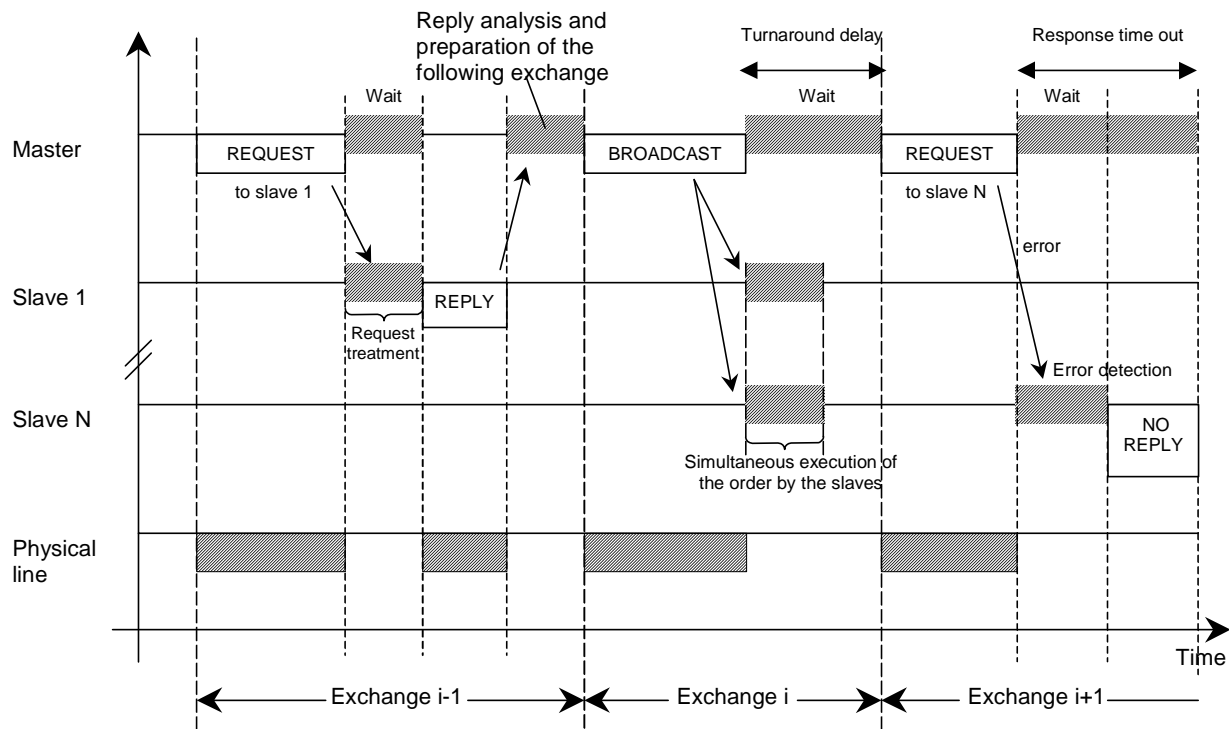 Reply analysis and
preparation of the
following exchange
Turnaround delay
Response time out
Wait
Wait
Wait
Master
REQUEST
BROADCAST
REQUEST
to slave 1
to slave N
error
Slave 1
REPLY
Request
treatment
Error detection
Slave N
NO
REPLY
Simultaneous execution of
the order by the slaves
Physical
line
Time
Exchange i-1
Exchange i
Exchange i+1